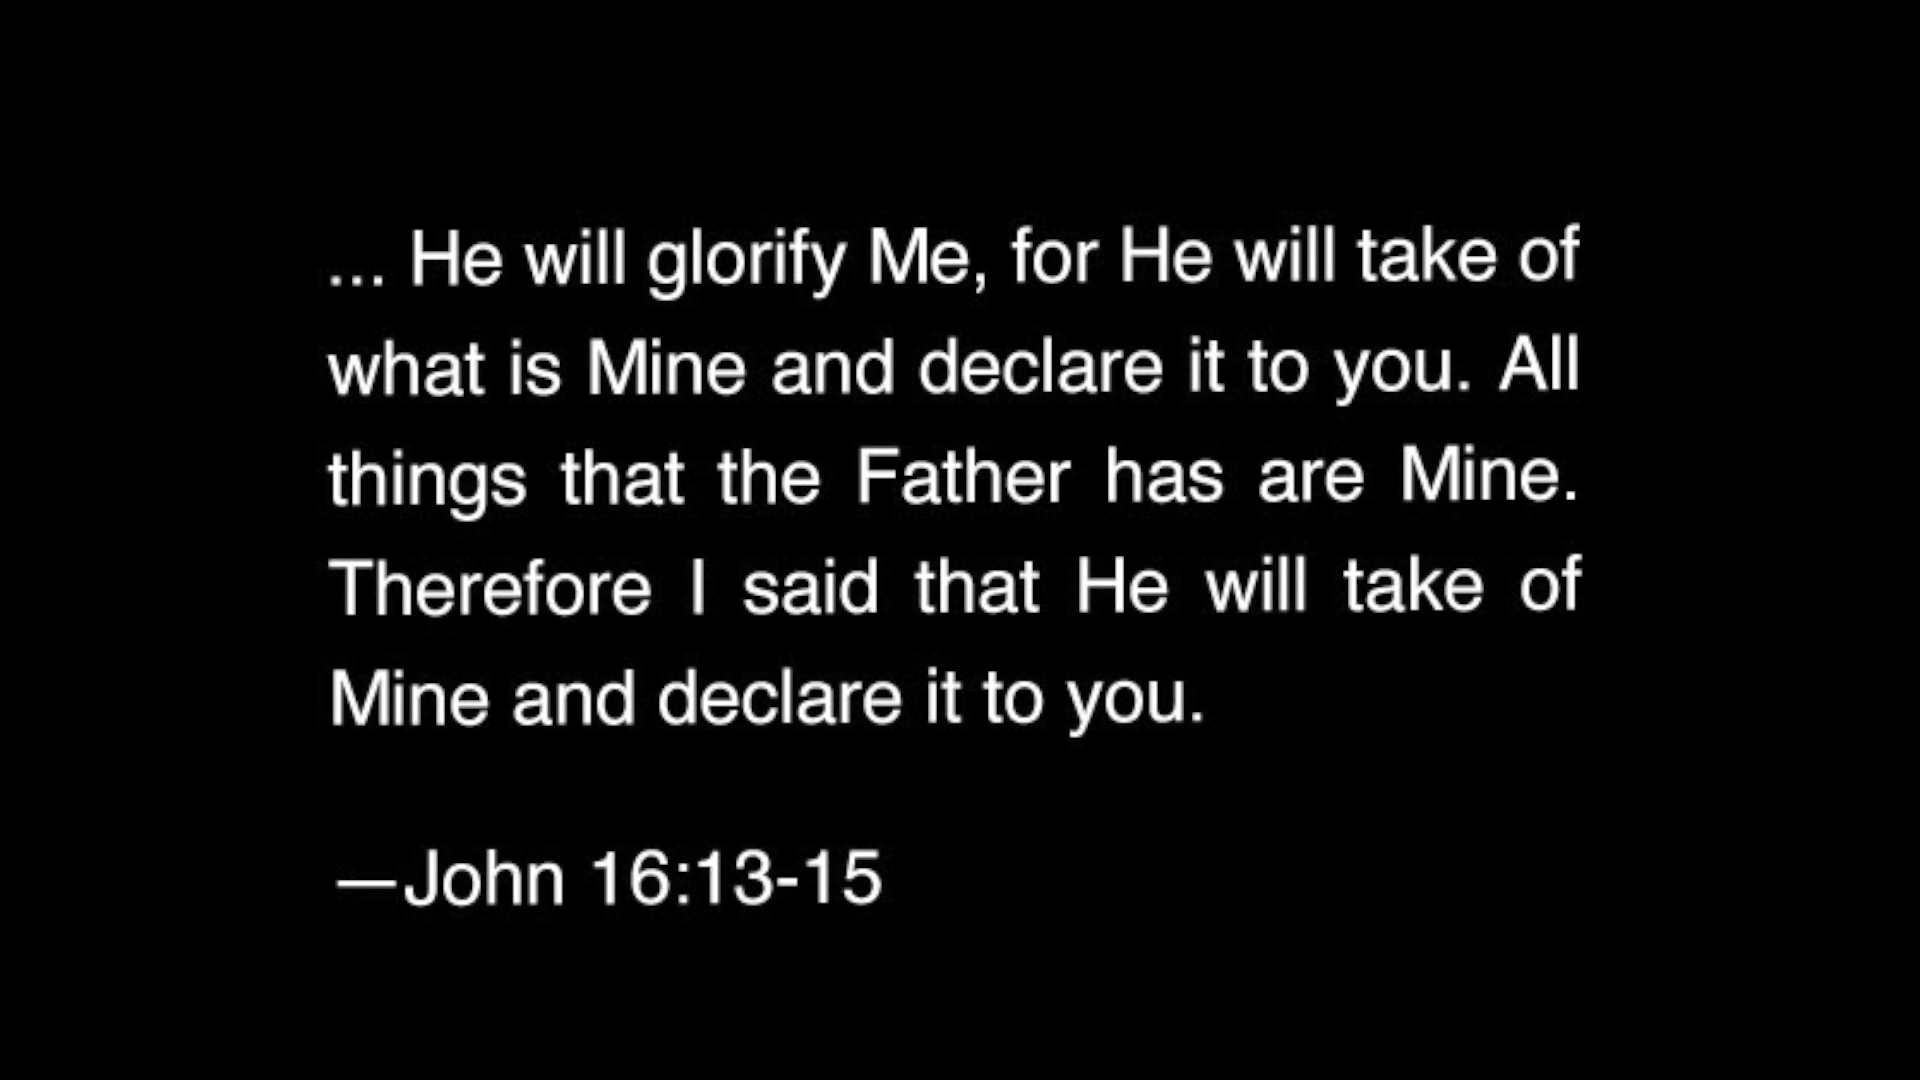 ... He will glorify Me, for He will take of
what is Mine and declare it to you. All
things that the Father has are Mine.
Therefore I said that He will take of
Mine and declare it to you.
—John 16:13-15